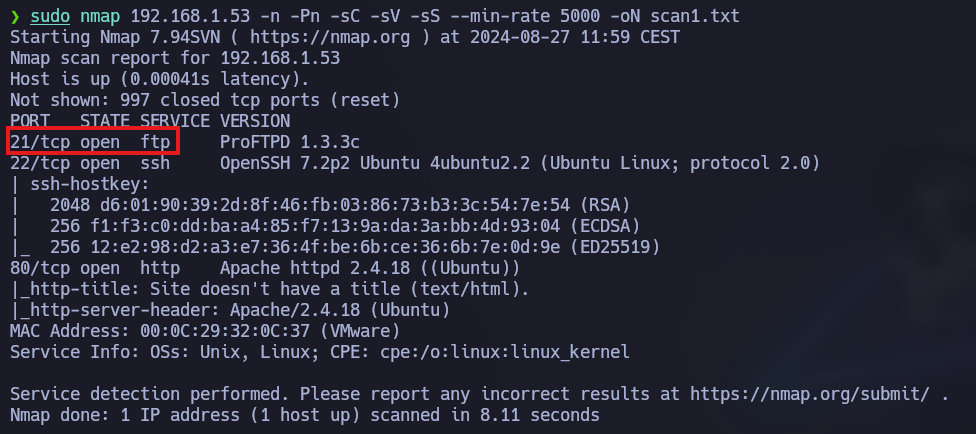 ❯ sudo nmap 192.168.1.53 -n -Pn -sC -sV -sS --min-rate 5000 -oN scan1.txt
Starting Nmap 7.94SVN ( https://nmap.org ) at 2024-08-27 11:59 CEST
Nmap scan report for 192.168.1.53
Host is up (0.00041s latency).
Not shown: 997 closed tcp ports (reset)
PORT   STATE SERVICE VERSION
21/tcp open  ftp     ProFTPD 1.3.3c
22/tcp open  ssh     OpenSSH 7.2p2 Ubuntu 4ubuntu2.2 (Ubuntu Linux; protocol 2.0)
| ssh-hostkey:
|   2048 d6:01:90:39:2d:8f:46:fb:03:86:73:b3:3c:54:7e:54 (RSA)
|   256 f1:f3:c0:dd:ba:a4:85:f7:13:9a:da:3a:bb:4d:93:04 (ECDSA)
|_  256 12:e2:98:d2:a3:e7:36:4f:be:6b:ce:36:6b:7e:0d:9e (ED25519)
80/tcp open  http    Apache httpd 2.4.18 ((Ubuntu))
|_http-title: Site doesn't have a title (text/html).
|_http-server-header: Apache/2.4.18 (Ubuntu)
MAC Address: 00:0C:29:32:0C:37 (VMware)
Service Info: OSs: Unix, Linux; CPE: cpe:/o:linux:linux_kernel

Service detection performed. Please report any incorrect results at https://nmap.org/submit/ .
Nmap done: 1 IP address (1 host up) scanned in 8.11 seconds